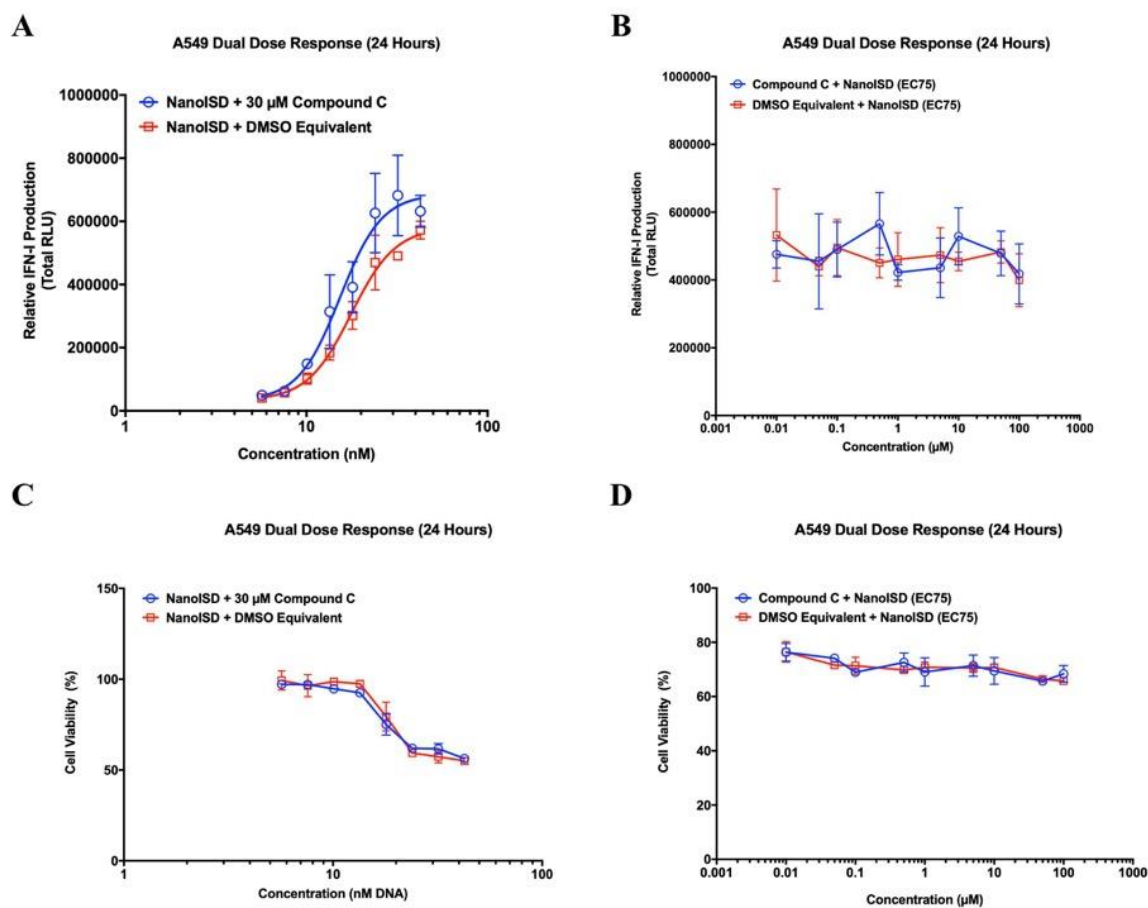 A
A549 Dual Dose Response (24 Hours)
1000000
800000
600000
400000
200000
0
1
10
100
NanoISD + 30 µM Compound C
NanoISD + DMSO Equivalent
Relative IFN-I Production
(Total RLU)
Concentration (nM)
B
A549 Dual Dose Response (24 Hours)
1000000
800000
600000
400000
200000
0
0.001
0.01
0.1
1
10
100
1000
Compound C + NanoISD (EC75)
DMSO Equivalent + NanoISD (EC75)
Relative IFN-I Production
(Total RLU)
Concentration (µM)
C
A549 Dual Dose Response (24 Hours)
150
100
50
0
1
10
100
NanoISD + 30 µM Compound C
NanoISD + DMSO Equivalent
Cell Viability (%)
Concentration (nM DNA)
D
A549 Dual Dose Response (24 Hours)
100
80
60
40
20
0
0.001
0.01
0.1
1
10
100
1000
Compound C + NanoISD (EC75)
DMSO Equivalent + NanoISD (EC75)
Cell Viability (%)
Concentration (µM)